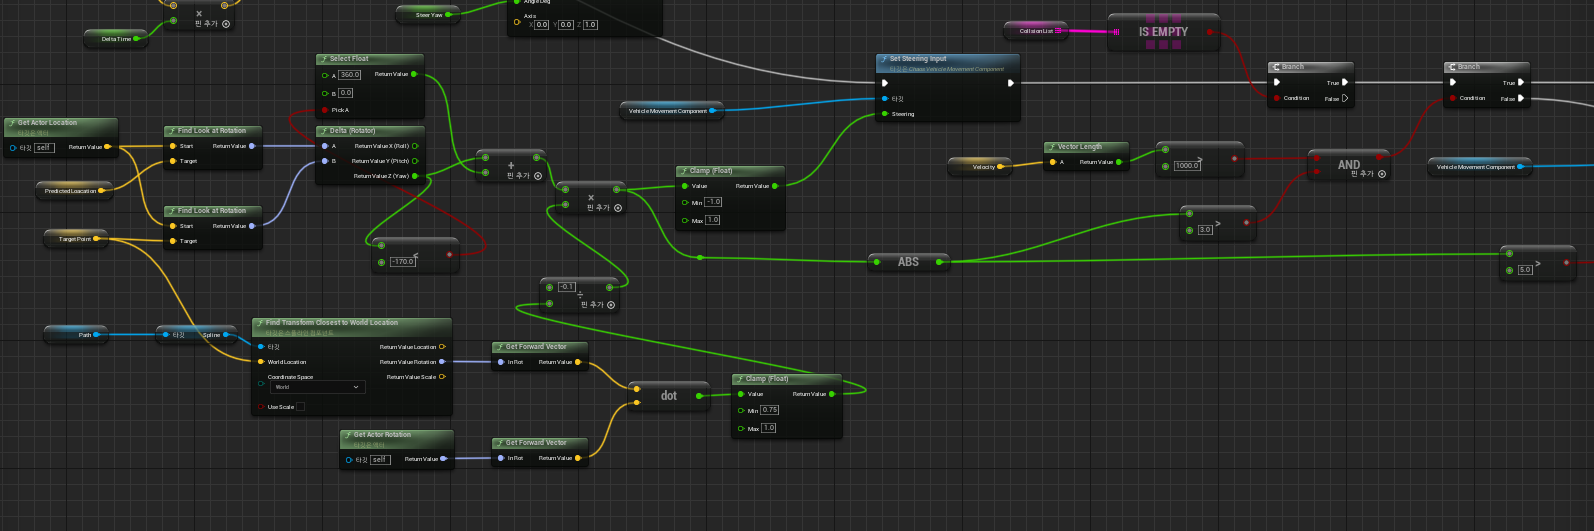 ×
핀 추가
Delta Time
Steer Yaw
Angle Deg
Axis
X 0.0 Y 0.0 Z 1.0
Collision List
IS EMPTY
Select Float
A 360.0 Return Value
B 0.0
Pick A
Set Steering Input
타깃은 Chaos Vehicle Movement Component
타깃
Steering
Vehicle Movement Component
Branch
True
Condition False
Branch
True
Condition False
Get Actor Location
타깃은 액터
타깃 self Return Value
Find Look at Rotation
Start Return Value
Target
Delta (Rotator)
A Return Value X (Roll)
B Return Value Y (Pitch)
Return Value Z (Yaw)
+
핀 추가
Vector Length
A Return Value
Velocity
>
1000.0
AND
Vehicle Movement Component
Predicted Loacation
Clamp (Float)
Value Return Value
Min -1.0
Max 1.0
×
핀 추가
Find Look at Rotation
Start Return Value
Target
Target Point
<
-170.0
>
3.0
ABS
>
5.0
-0.1
÷
핀 추가
Path
타깃 Spline
Find Transform Closest to World Location
타깃은 스플라인 컴포넌트
타깃 Return Value Location
World Location Return Value Rotation
Coordinate Space Return Value Scale
World
Use Scale
Get Forward Vector
In Rot Return Value
dot
Clamp (Float)
Value Return Value
Min 0.75
Max 1.0
Get Actor Rotation
타깃은 액터
타깃 self Return Value
Get Forward Vector
In Rot Return Value